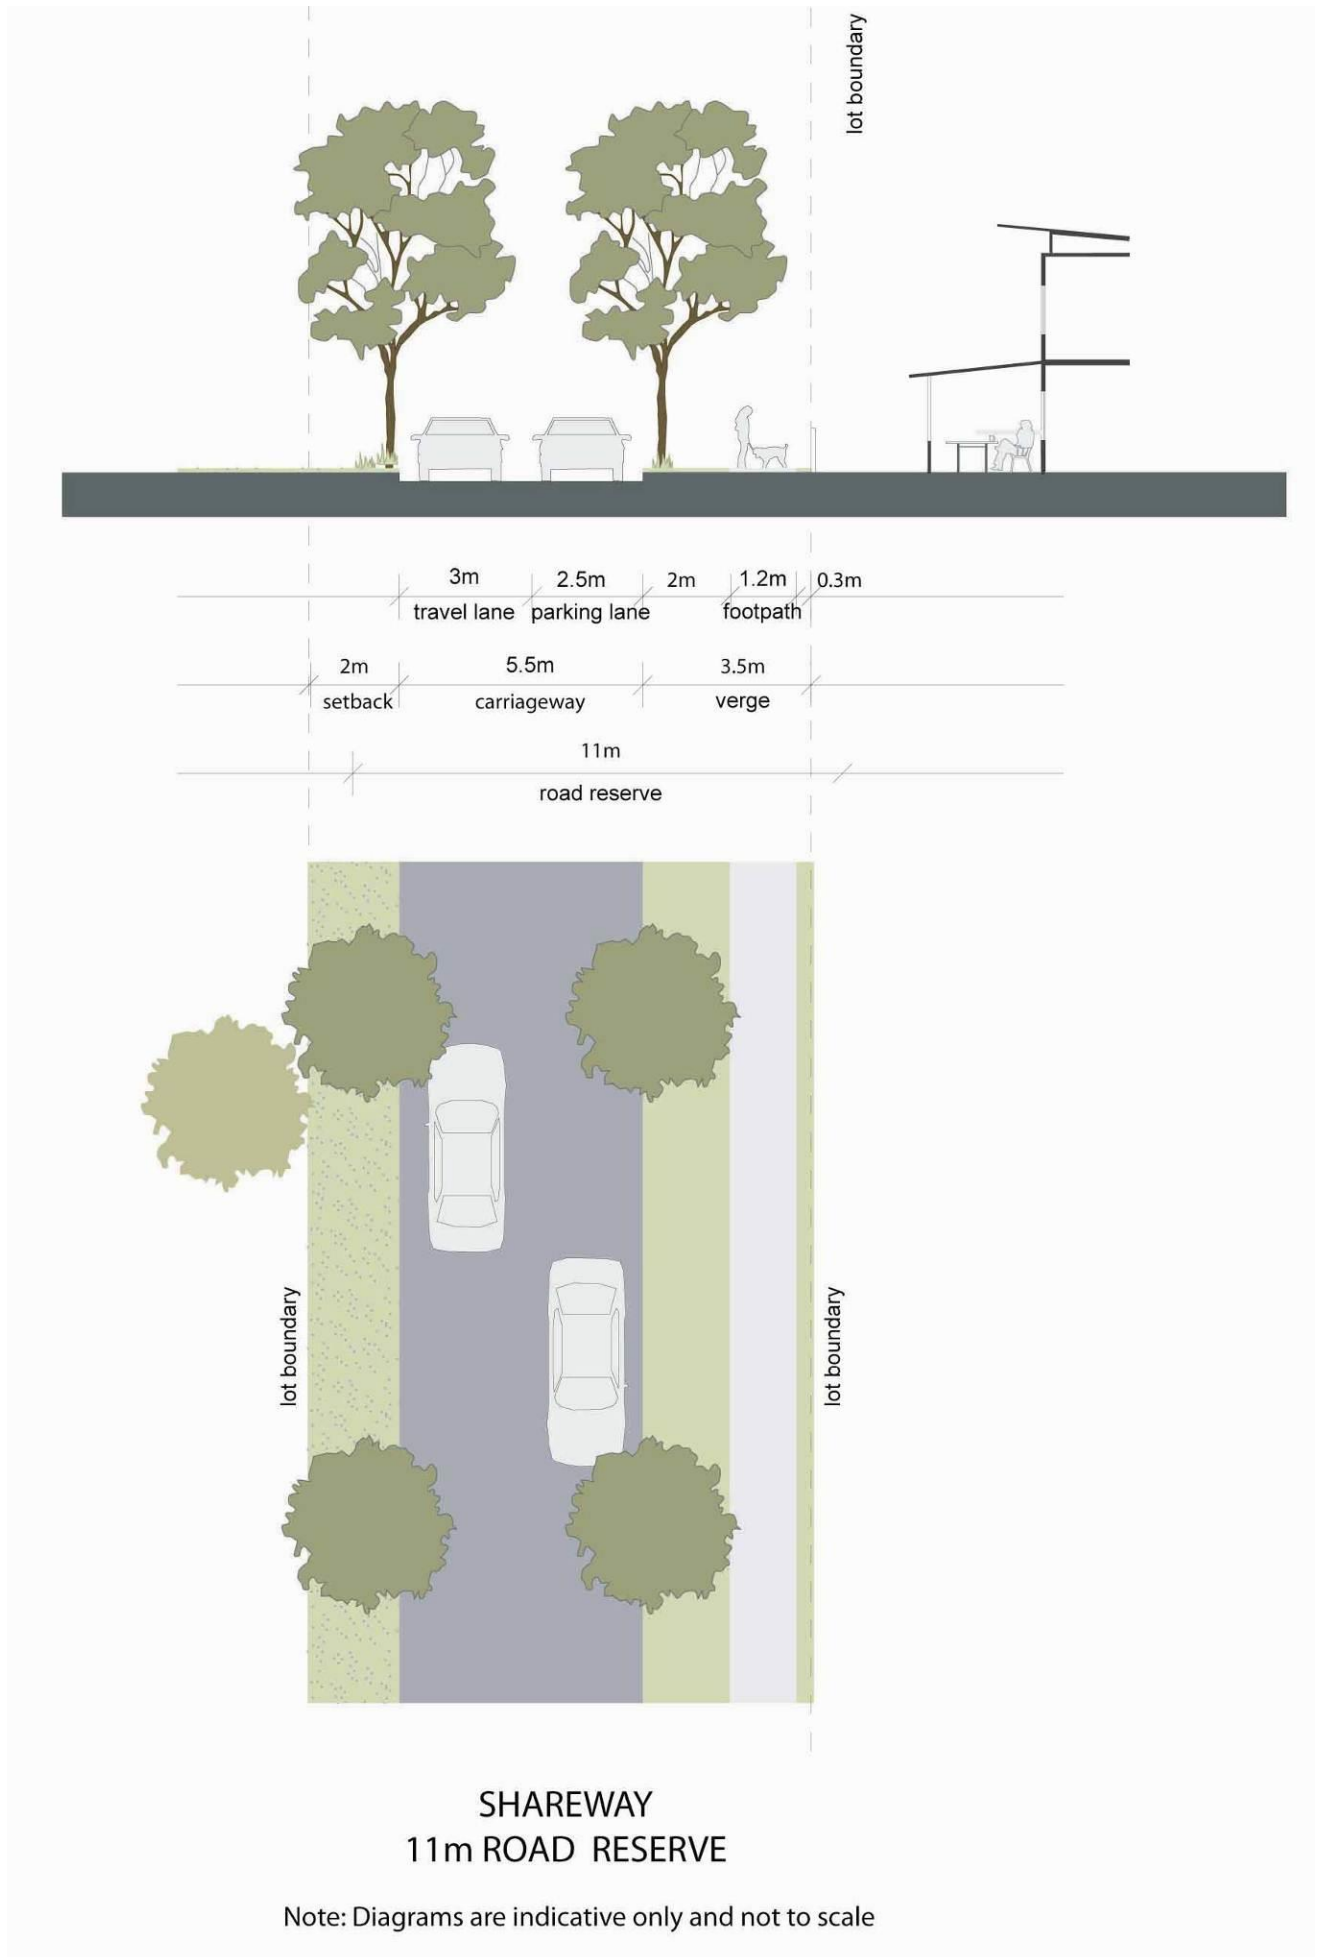 lot boundary
3m 2.5m 2m 1.2m 0.3m
travel lane parking lane footpath
2m 5.5m 3.5m
setback carriageway verge
11m
road reserve
lot boundary
lot boundary
SHAREWAY
11m ROAD RESERVE
Note: Diagrams are indicative only and not to scale